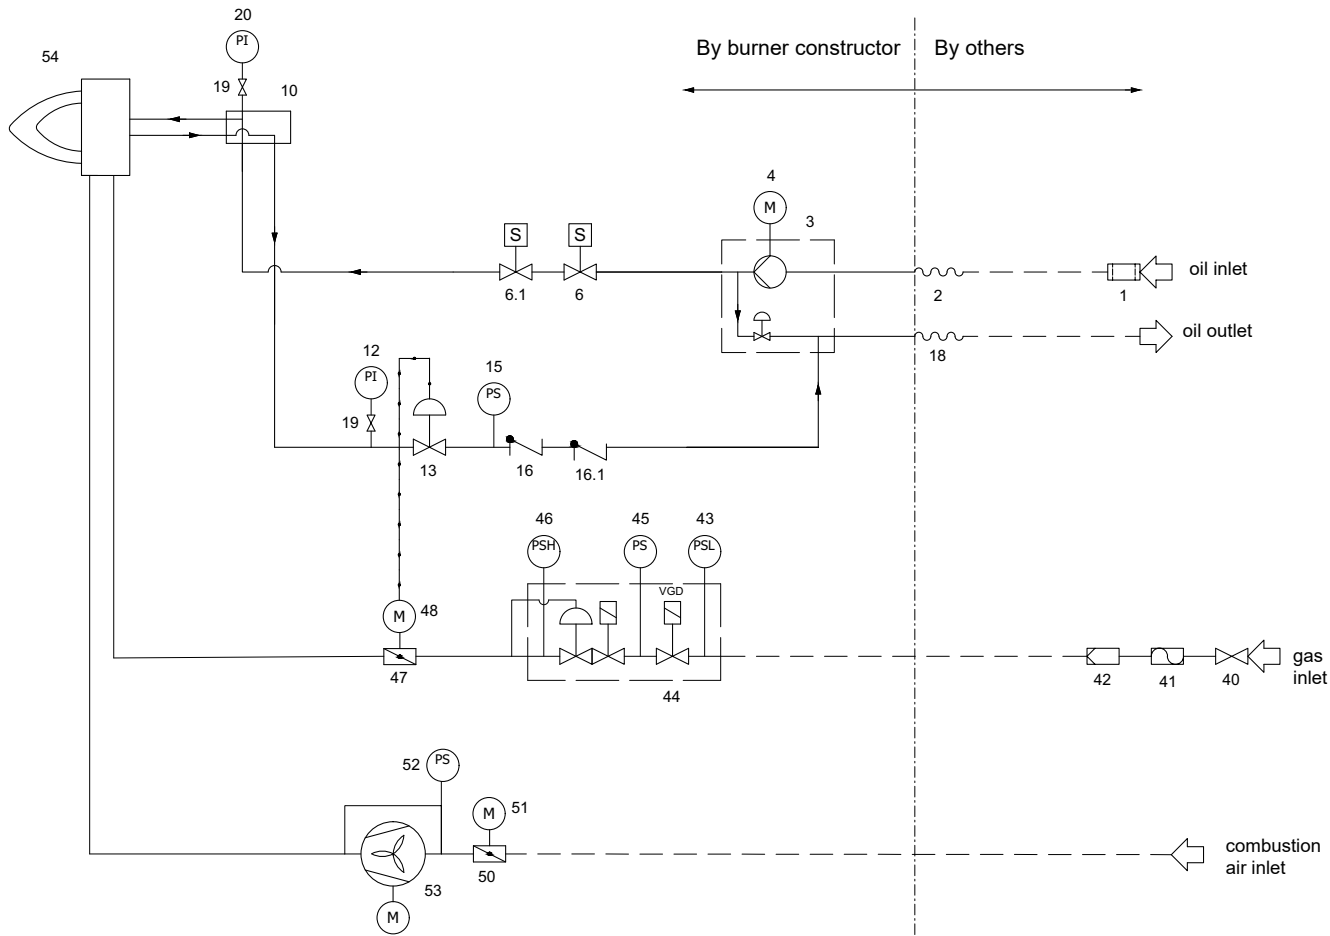 20
PI
54
19
10
By burner constructor
By others
4
M
3
S
S
6.1
6
2
1
oil inlet
18
oil outlet
12
PI
15
PS
19
13
16
16.1
46
45
43
PSH
PS
PSL
VGD
M
48
47
44
42
41
40
gas
inlet
52
PS
M
51
50
53
M
combustion
air inlet